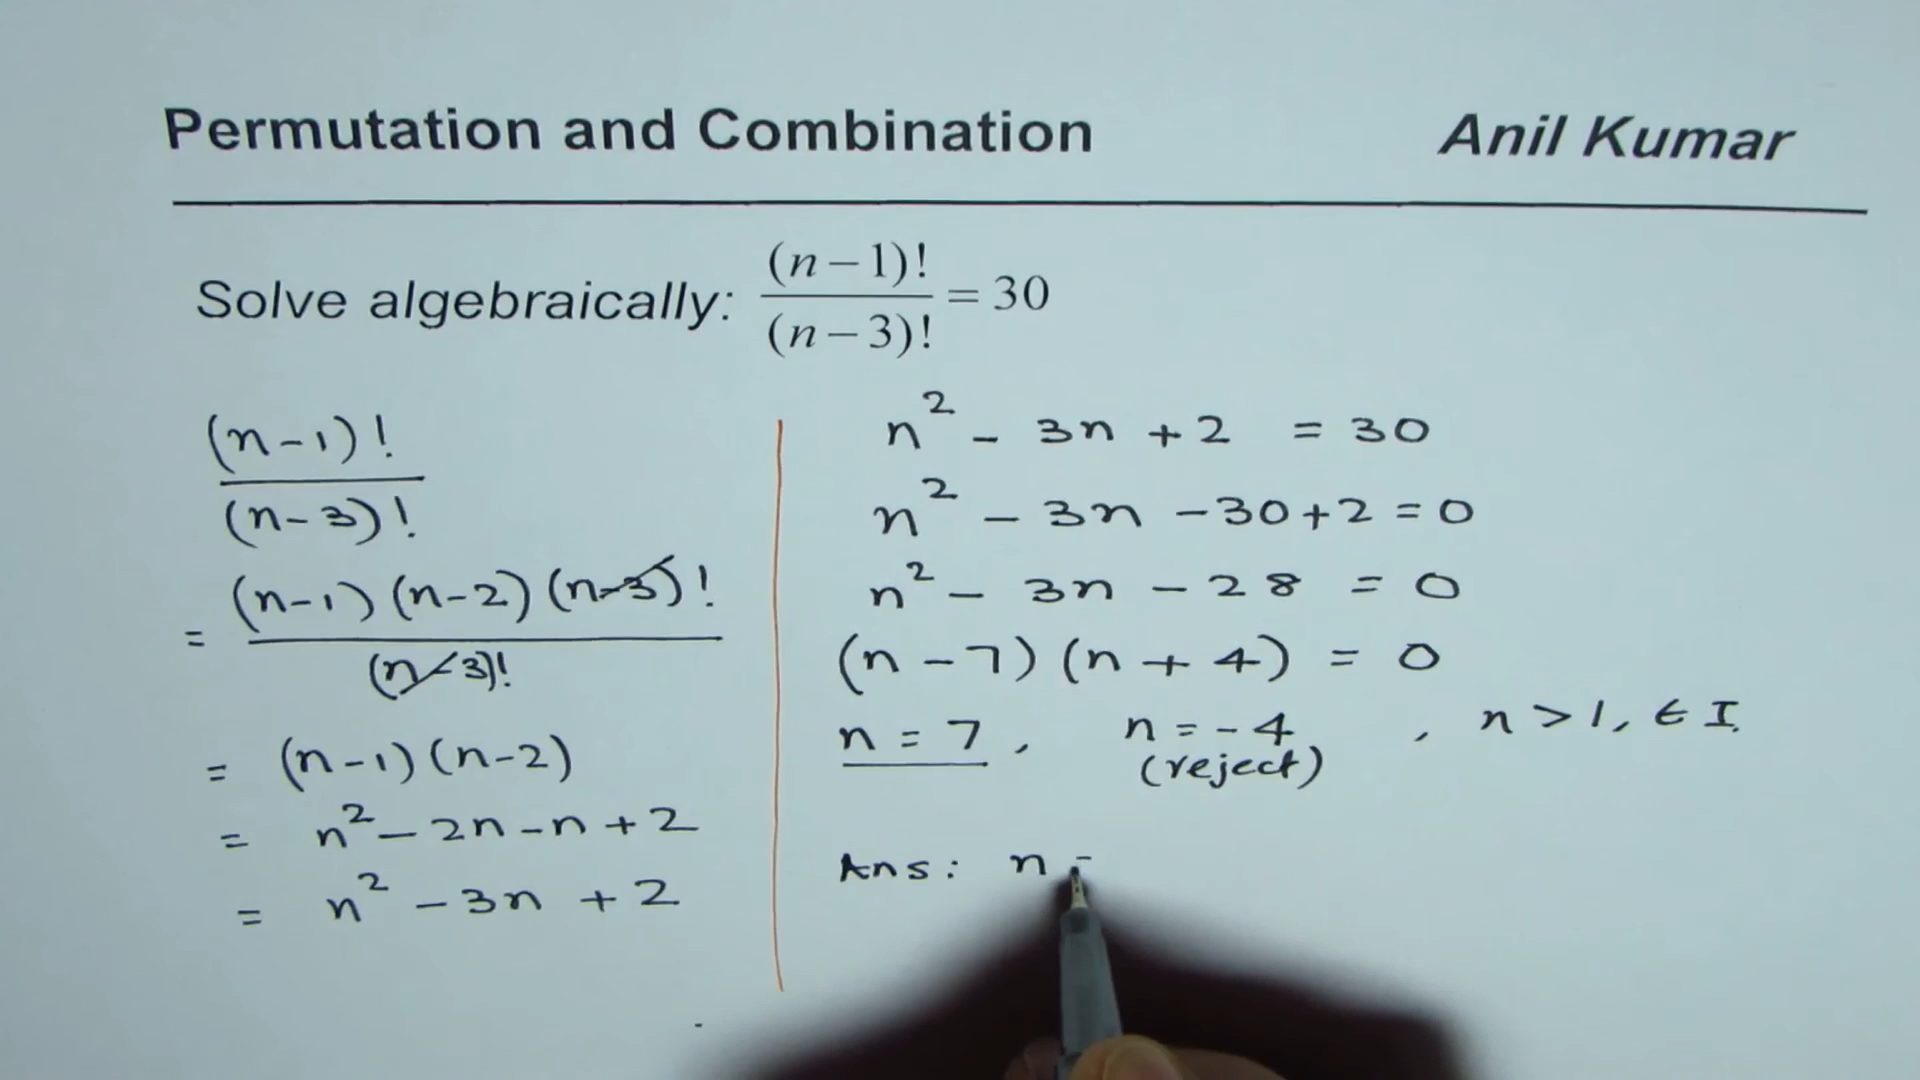 Permutation and Combination Anil Kumar
Solve algebraically: (n-1)!/(n-3)! = 30
(n-1)!
(n-3)!
= (n-1)(n-2)(n-3)!
(n-3)!
= (n-1)(n-2)
= n² - 2n - n + 2
= n² - 3n + 2
n² - 3n + 2 = 30
n² - 3n - 30 + 2 = 0
n² - 3n - 28 = 0
(n - 7)(n + 4) = 0
n = 7, n = -4, n > 1, ∈ I.
(reject)
Ans: n =